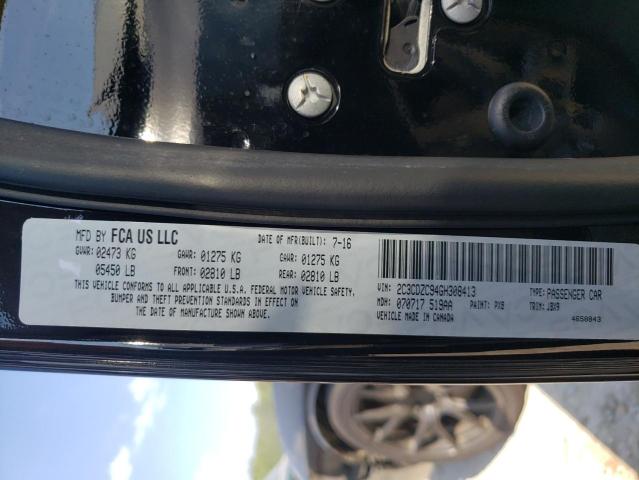 MFD BY FCA US LLC DATE OF MFR(BUILT): 7-16
GVWR: 02473 KG GAWR: 01275 KG GAWR: 01275 KG
05450 LB FRONT: 02810 LB REAR: 02810 LB
THIS VEHICLE CONFORMS TO ALL APPLICABLE U.S.A. FEDERAL MOTOR VEHICLE SAFETY,
BUMPER AND THEFT PREVENTION STANDARDS IN EFFECT ON
THE DATE OF MANUFACTURE SHOWN ABOVE.
VIN: 2C3CDZC94GH308413 TYPE: PASSENGER CAR
MDH: 070717 519AA PAINT: PX8 TRIM: JBX9
VEHICLE MADE IN CANADA 4658843